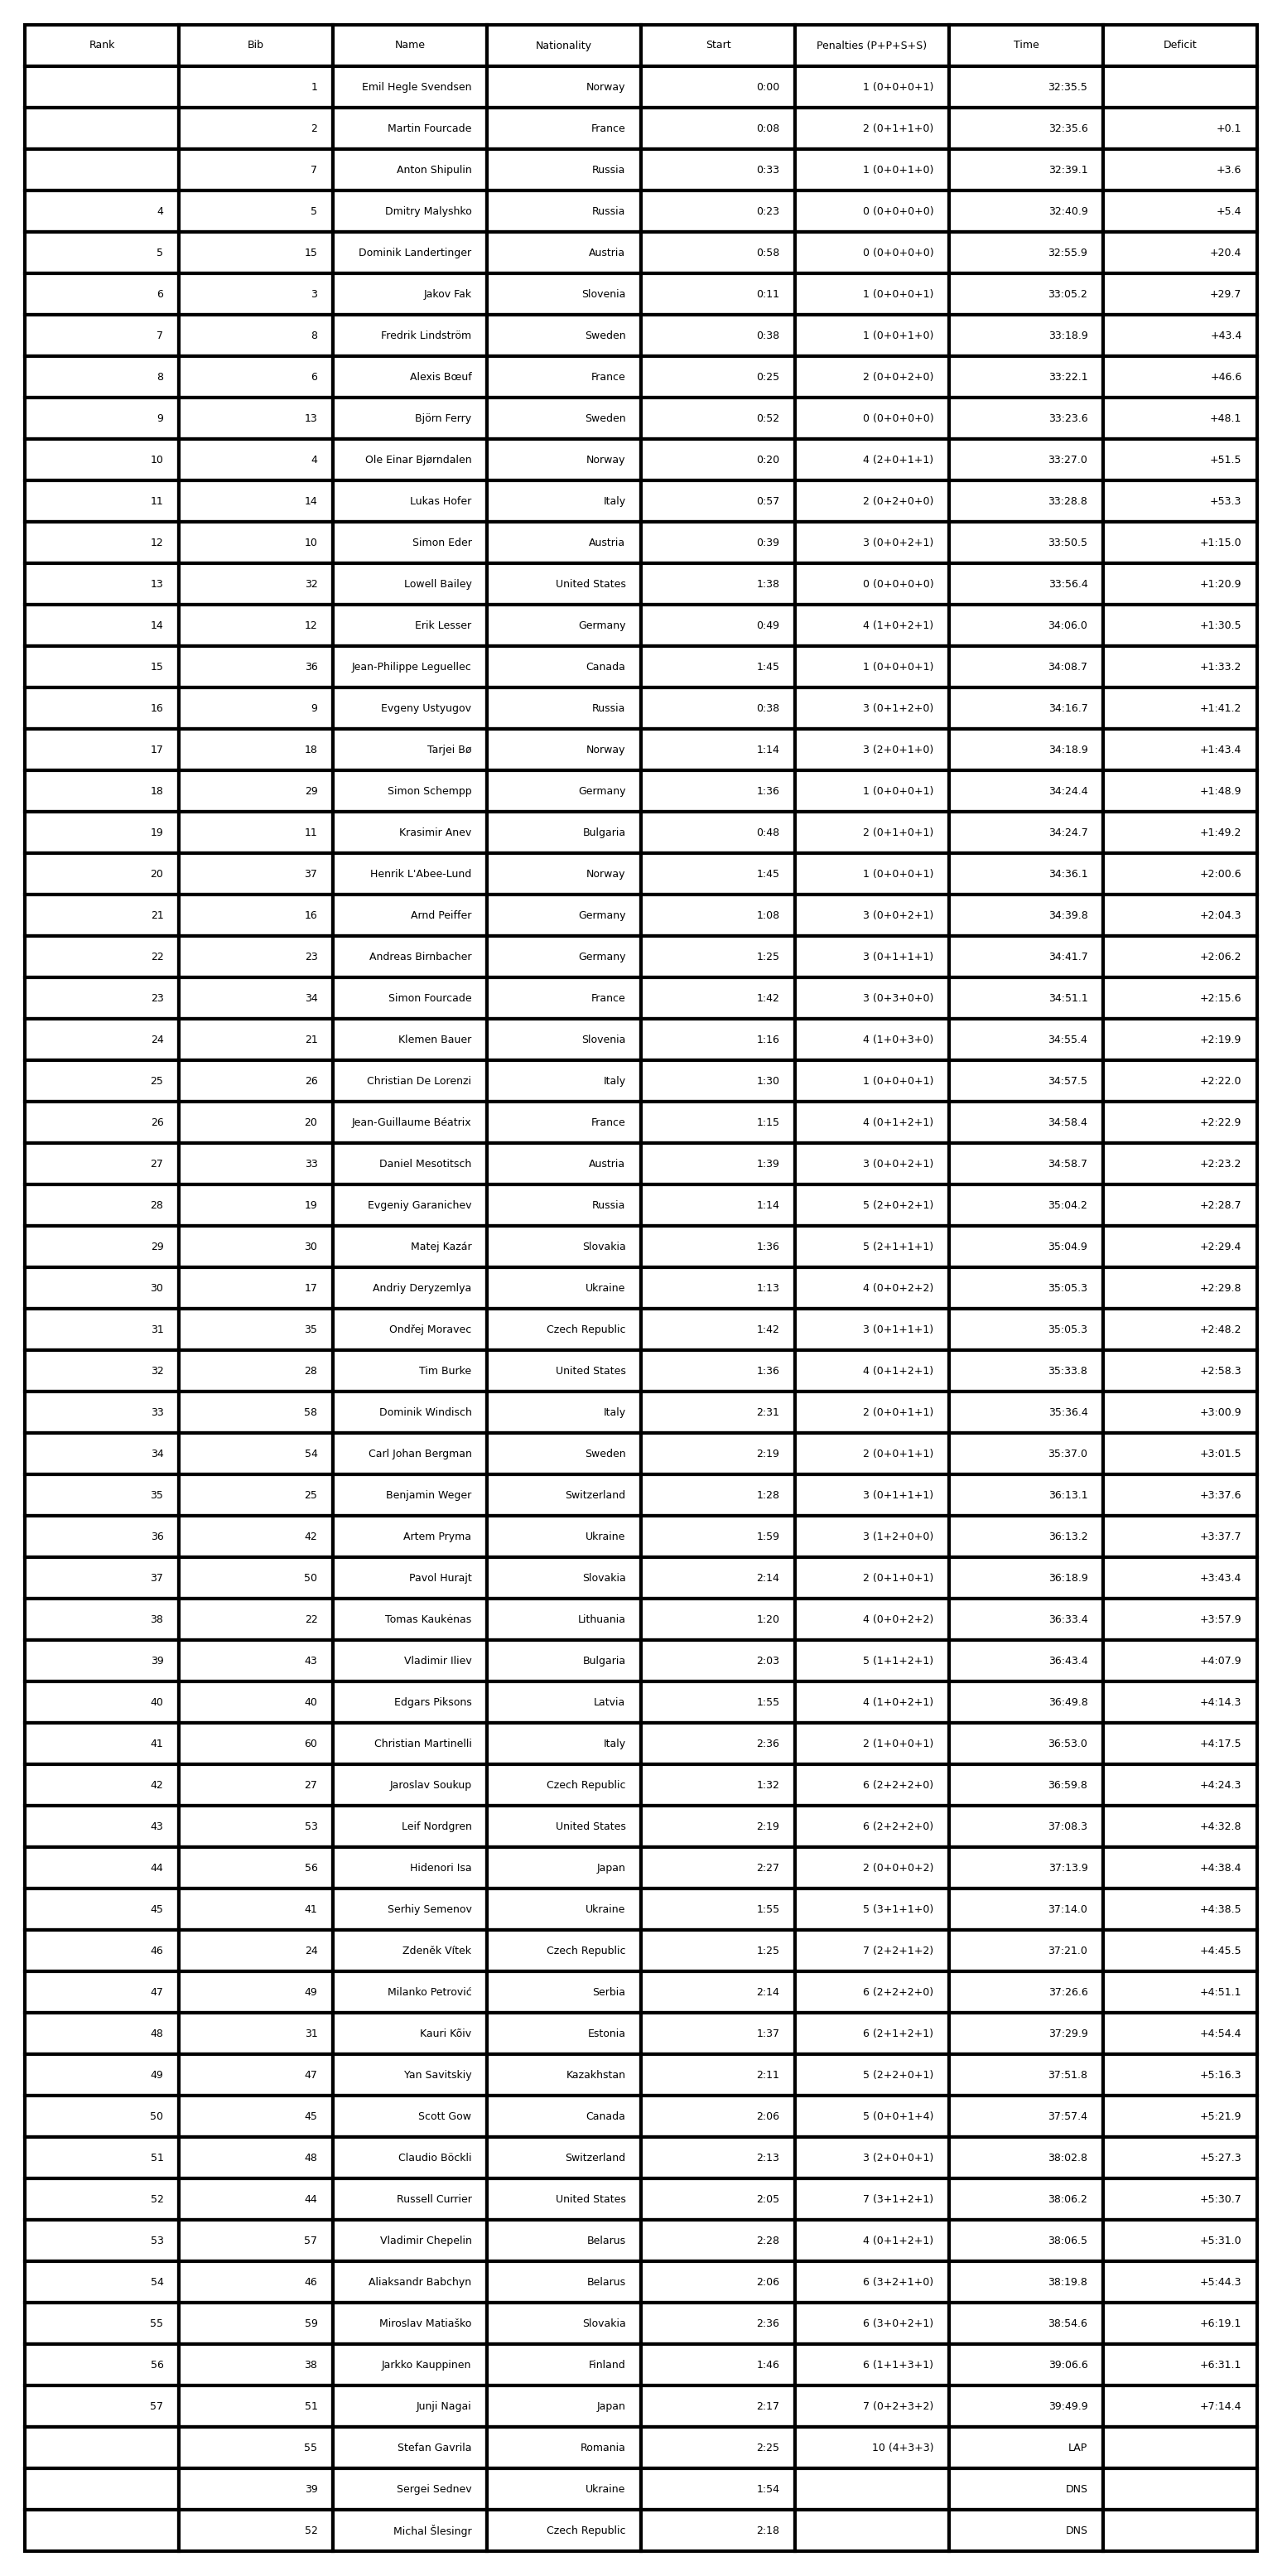 Rank Bib Name Nationality Start Penalties (P+P+S+S) Time Deficit
1 Emil Hegle Svendsen Norway 0:00 1 (0+0+0+1) 32:35.5
2 Martin Fourcade France 0:08 2 (0+1+1+0) 32:35.6 +0.1
7 Anton Shipulin Russia 0:33 1 (0+0+1+0) 32:39.1 +3.6
4 5 Dmitry Malyshko Russia 0:23 0 (0+0+0+0) 32:40.9 +5.4
5 15 Dominik Landertinger Austria 0:58 0 (0+0+0+0) 32:55.9 +20.4
6 3 Jakov Fak Slovenia 0:11 1 (0+0+0+1) 33:05.2 +29.7
7 8 Fredrik Lindström Sweden 0:38 1 (0+0+1+0) 33:18.9 +43.4
8 6 Alexis Bœuf France 0:25 2 (0+0+2+0) 33:22.1 +46.6
9 13 Björn Ferry Sweden 0:52 0 (0+0+0+0) 33:23.6 +48.1
10 4 Ole Einar Bjørndalen Norway 0:20 4 (2+0+1+1) 33:27.0 +51.5
11 14 Lukas Hofer Italy 0:57 2 (0+2+0+0) 33:28.8 +53.3
12 10 Simon Eder Austria 0:39 3 (0+0+2+1) 33:50.5 +1:15.0
13 32 Lowell Bailey United States 1:38 0 (0+0+0+0) 33:56.4 +1:20.9
14 12 Erik Lesser Germany 0:49 4 (1+0+2+1) 34:06.0 +1:30.5
15 36 Jean-Philippe Leguellec Canada 1:45 1 (0+0+0+1) 34:08.7 +1:33.2
16 9 Evgeny Ustyugov Russia 0:38 3 (0+1+2+0) 34:16.7 +1:41.2
17 18 Tarjei Bø Norway 1:14 3 (2+0+1+0) 34:18.9 +1:43.4
18 29 Simon Schempp Germany 1:36 1 (0+0+0+1) 34:24.4 +1:48.9
19 11 Krasimir Anev Bulgaria 0:48 2 (0+1+0+1) 34:24.7 +1:49.2
20 37 Henrik L'Abee-Lund Norway 1:45 1 (0+0+0+1) 34:36.1 +2:00.6
21 16 Arnd Peiffer Germany 1:08 3 (0+0+2+1) 34:39.8 +2:04.3
22 23 Andreas Birnbacher Germany 1:25 3 (0+1+1+1) 34:41.7 +2:06.2
23 34 Simon Fourcade France 1:42 3 (0+3+0+0) 34:51.1 +2:15.6
24 21 Klemen Bauer Slovenia 1:16 4 (1+0+3+0) 34:55.4 +2:19.9
25 26 Christian De Lorenzi Italy 1:30 1 (0+0+0+1) 34:57.5 +2:22.0
26 20 Jean-Guillaume Béatrix France 1:15 4 (0+1+2+1) 34:58.4 +2:22.9
27 33 Daniel Mesotitsch Austria 1:39 3 (0+0+2+1) 34:58.7 +2:23.2
28 19 Evgeniy Garanichev Russia 1:14 5 (2+0+2+1) 35:04.2 +2:28.7
29 30 Matej Kazár Slovakia 1:36 5 (2+1+1+1) 35:04.9 +2:29.4
30 17 Andriy Deryzemlya Ukraine 1:13 4 (0+0+2+2) 35:05.3 +2:29.8
31 35 Ondřej Moravec Czech Republic 1:42 3 (0+1+1+1) 35:05.3 +2:48.2
32 28 Tim Burke United States 1:36 4 (0+1+2+1) 35:33.8 +2:58.3
33 58 Dominik Windisch Italy 2:31 2 (0+0+1+1) 35:36.4 +3:00.9
34 54 Carl Johan Bergman Sweden 2:19 2 (0+0+1+1) 35:37.0 +3:01.5
35 25 Benjamin Weger Switzerland 1:28 3 (0+1+1+1) 36:13.1 +3:37.6
36 42 Artem Pryma Ukraine 1:59 3 (1+2+0+0) 36:13.2 +3:37.7
37 50 Pavol Hurajt Slovakia 2:14 2 (0+1+0+1) 36:18.9 +3:43.4
38 22 Tomas Kaukėnas Lithuania 1:20 4 (0+0+2+2) 36:33.4 +3:57.9
39 43 Vladimir Iliev Bulgaria 2:03 5 (1+1+2+1) 36:43.4 +4:07.9
40 40 Edgars Piksons Latvia 1:55 4 (1+0+2+1) 36:49.8 +4:14.3
41 60 Christian Martinelli Italy 2:36 2 (1+0+0+1) 36:53.0 +4:17.5
42 27 Jaroslav Soukup Czech Republic 1:32 6 (2+2+2+0) 36:59.8 +4:24.3
43 53 Leif Nordgren United States 2:19 6 (2+2+2+0) 37:08.3 +4:32.8
44 56 Hidenori Isa Japan 2:27 2 (0+0+0+2) 37:13.9 +4:38.4
45 41 Serhiy Semenov Ukraine 1:55 5 (3+1+1+0) 37:14.0 +4:38.5
46 24 Zdeněk Vítek Czech Republic 1:25 7 (2+2+1+2) 37:21.0 +4:45.5
47 49 Milanko Petrović Serbia 2:14 6 (2+2+2+0) 37:26.6 +4:51.1
48 31 Kauri Kõiv Estonia 1:37 6 (2+1+2+1) 37:29.9 +4:54.4
49 47 Yan Savitskiy Kazakhstan 2:11 5 (2+2+0+1) 37:51.8 +5:16.3
50 45 Scott Gow Canada 2:06 5 (0+0+1+4) 37:57.4 +5:21.9
51 48 Claudio Böckli Switzerland 2:13 3 (2+0+0+1) 38:02.8 +5:27.3
52 44 Russell Currier United States 2:05 7 (3+1+2+1) 38:06.2 +5:30.7
53 57 Vladimir Chepelin Belarus 2:28 4 (0+1+2+1) 38:06.5 +5:31.0
54 46 Aliaksandr Babchyn Belarus 2:06 6 (3+2+1+0) 38:19.8 +5:44.3
55 59 Miroslav Matiaško Slovakia 2:36 6 (3+0+2+1) 38:54.6 +6:19.1
56 38 Jarkko Kauppinen Finland 1:46 6 (1+1+3+1) 39:06.6 +6:31.1
57 51 Junji Nagai Japan 2:17 7 (0+2+3+2) 39:49.9 +7:14.4
55 Stefan Gavrila Romania 2:25 10 (4+3+3) LAP
39 Sergei Sednev Ukraine 1:54 DNS
52 Michal Šlesingr Czech Republic 2:18 DNS